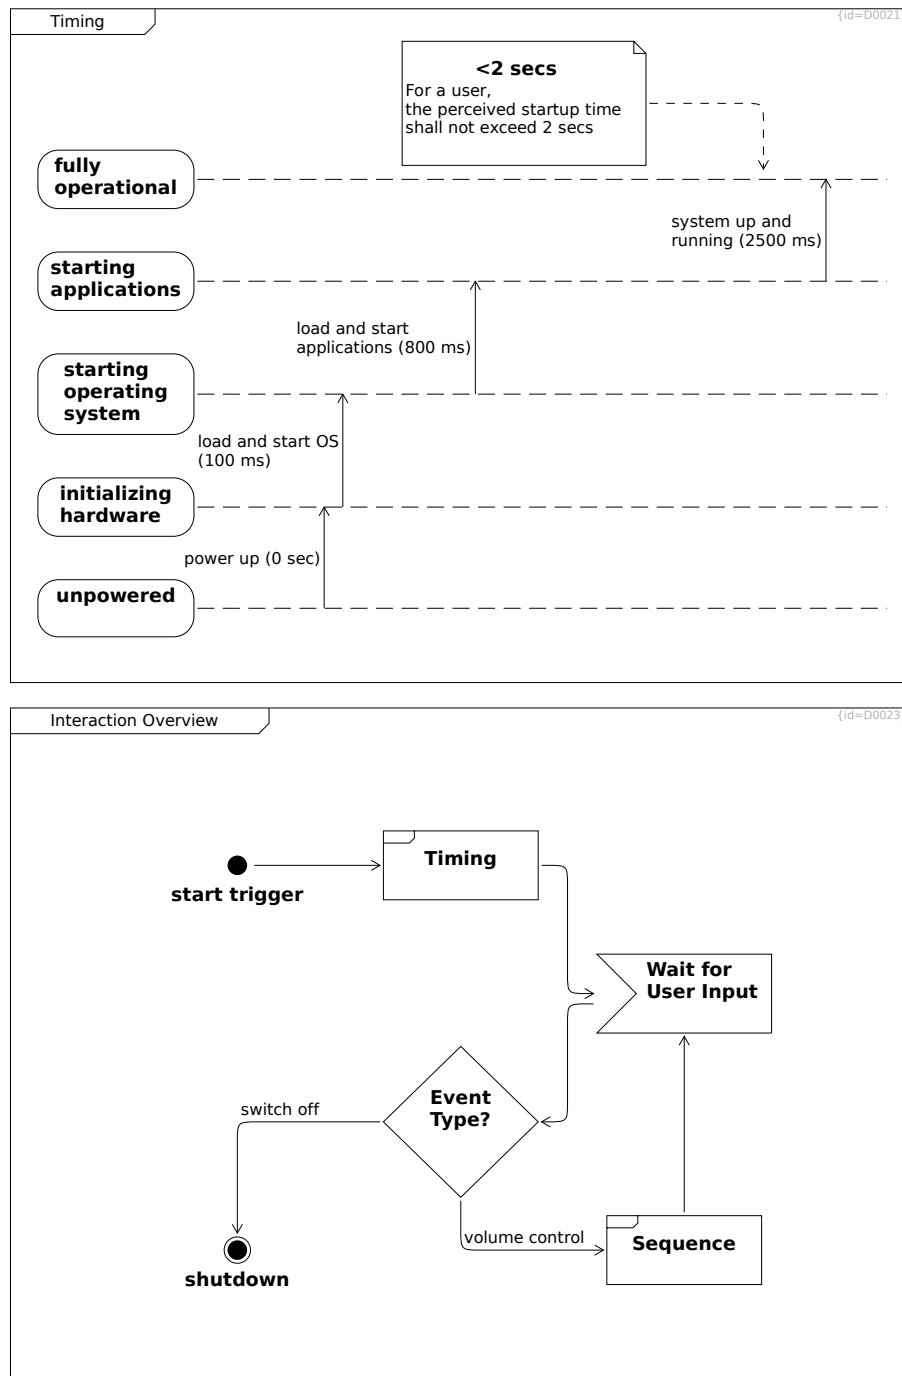 Timing
{id=D0021
<2 secs
For a user,
the perceived startup time
shall not exceed 2 secs
fully
operational
system up and
running (2500 ms)
starting
applications
load and start
applications (800 ms)
starting
operating
system
load and start OS
(100 ms)
initializing
hardware
power up (0 sec)
unpowered
Interaction Overview
{id=D0023
Timing
start trigger
Wait for
User Input
Event
Type?
switch off
volume control
Sequence
shutdown